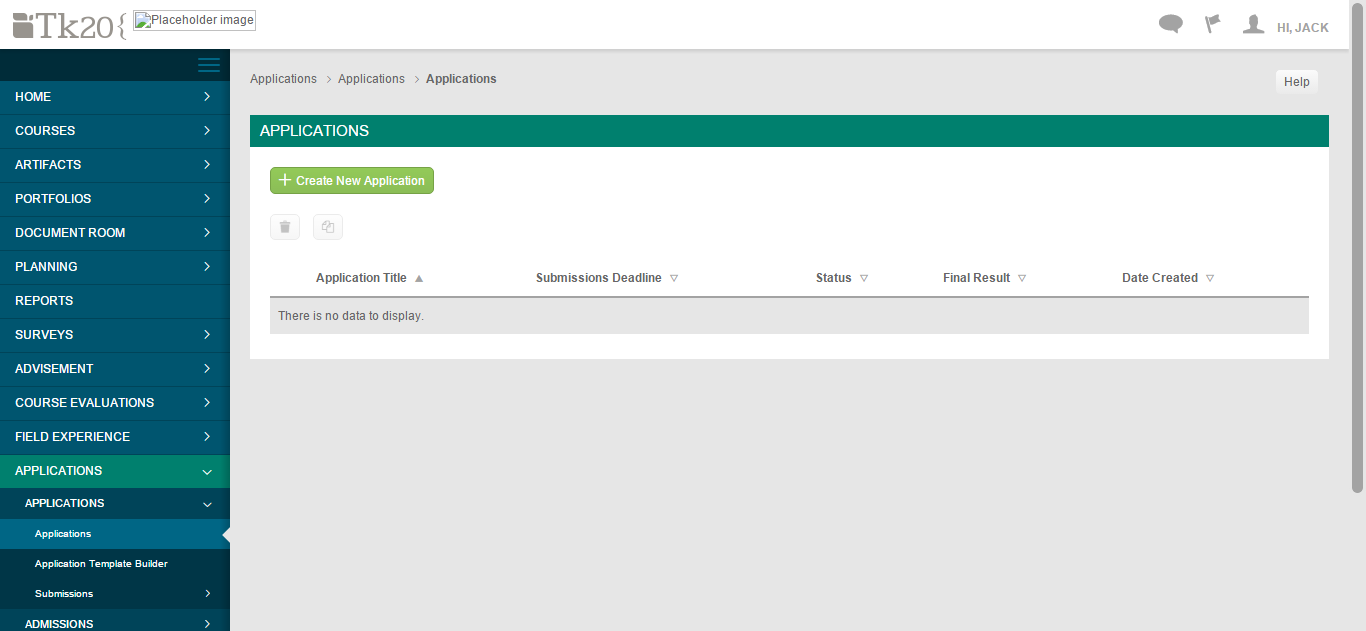 Tk20{ Placeholder image
HI, JACK
HOME
COURSES
ARTIFACTS
PORTFOLIOS
DOCUMENT ROOM
PLANNING
REPORTS
SURVEYS
ADVISEMENT
COURSE EVALUATIONS
FIELD EXPERIENCE
APPLICATIONS
APPLICATIONS
Applications
Application Template Builder
Submissions
ADMISSIONS
Applications > Applications > Applications
Help
APPLICATIONS
+ Create New Application
Application Title ▲ Submissions Deadline ▽ Status ▽ Final Result ▽ Date Created ▽
There is no data to display.